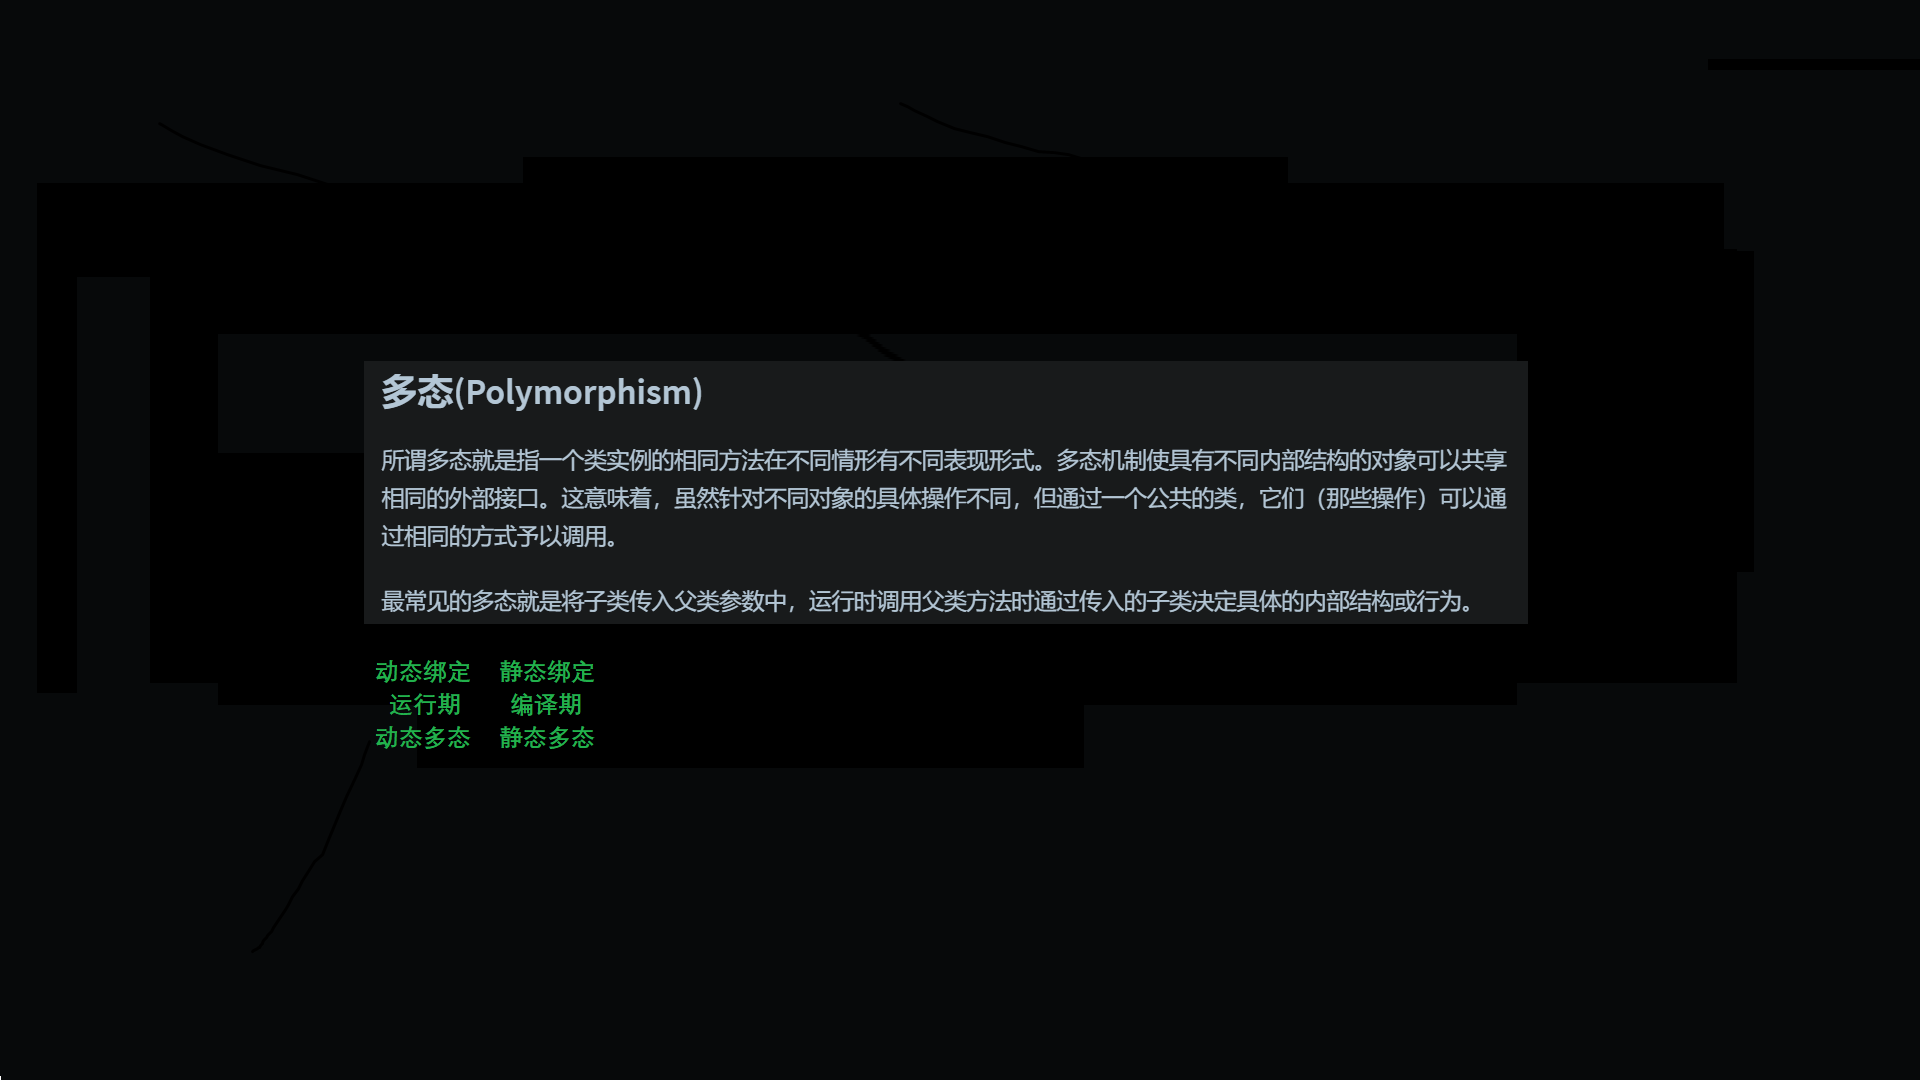 多态(Polymorphism)
所谓多态就是指一个类实例的相同方法在不同情形有不同表现形式。多态机制使具有不同内部结构的对象可以共享
相同的外部接口。这意味着，虽然针对不同对象的具体操作不同，但通过一个公共的类，它们（那些操作）可以通
过相同的方式予以调用。
最常见的多态就是将子类传入父类参数中，运行时调用父类方法时通过传入的子类决定具体的内部结构或行为。
动态绑定 静态绑定
运行期 编译期
动态多态 静态多态